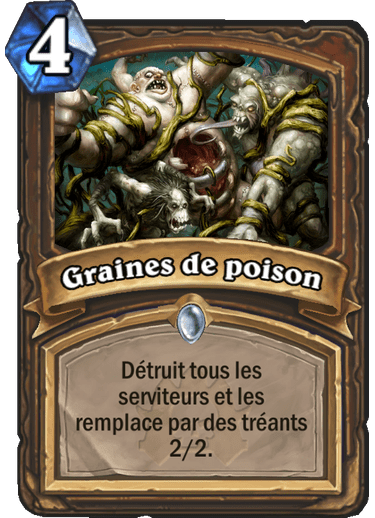 4
Graines de poison
Détruit tous les
serviteurs et les
remplace par des tréants
2/2.